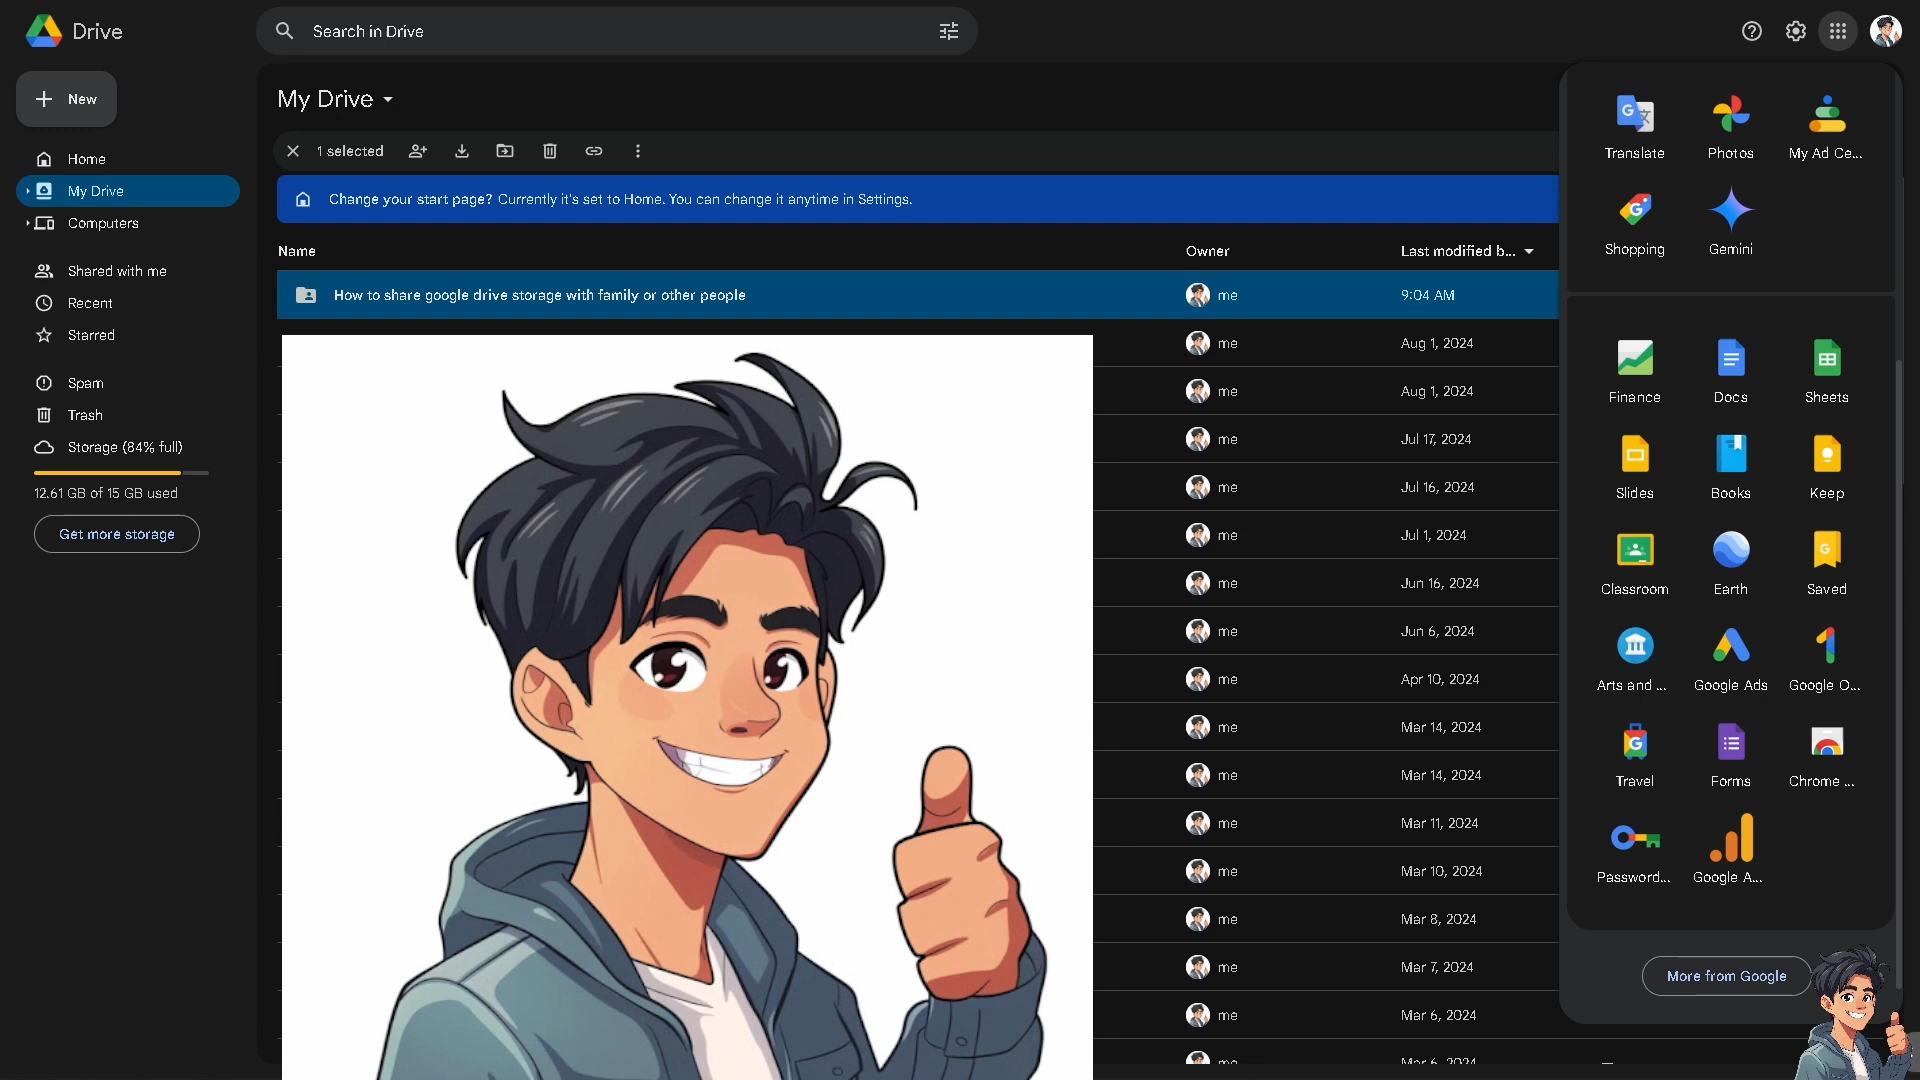 Drive
Search in Drive
New
My Drive
1 selected
Home
My Drive
Computers
Shared with me
Recent
Starred
Spam
Trash
Storage (84% full)
12.61 GB of 15 GB used
Get more storage
Change your start page? Currently it's set to Home. You can change it anytime in Settings.
Name Owner Last modified b...
How to share google drive storage with family or other people me 9:04 AM
me Aug 1, 2024
me Aug 1, 2024
me Jul 17, 2024
me Jul 16, 2024
me Jul 1, 2024
me Jun 16, 2024
me Jun 6, 2024
me Apr 10, 2024
me Mar 14, 2024
me Mar 14, 2024
me Mar 11, 2024
me Mar 10, 2024
me Mar 8, 2024
me Mar 7, 2024
me Mar 6, 2024
me Mar 6, 2024
Translate Photos My Ad Ce...
Shopping Gemini
Finance Docs Sheets
Slides Books Keep
Classroom Earth Saved
Arts and ... Google Ads Google O...
Travel Forms Chrome ...
Password... Google A...
More from Google